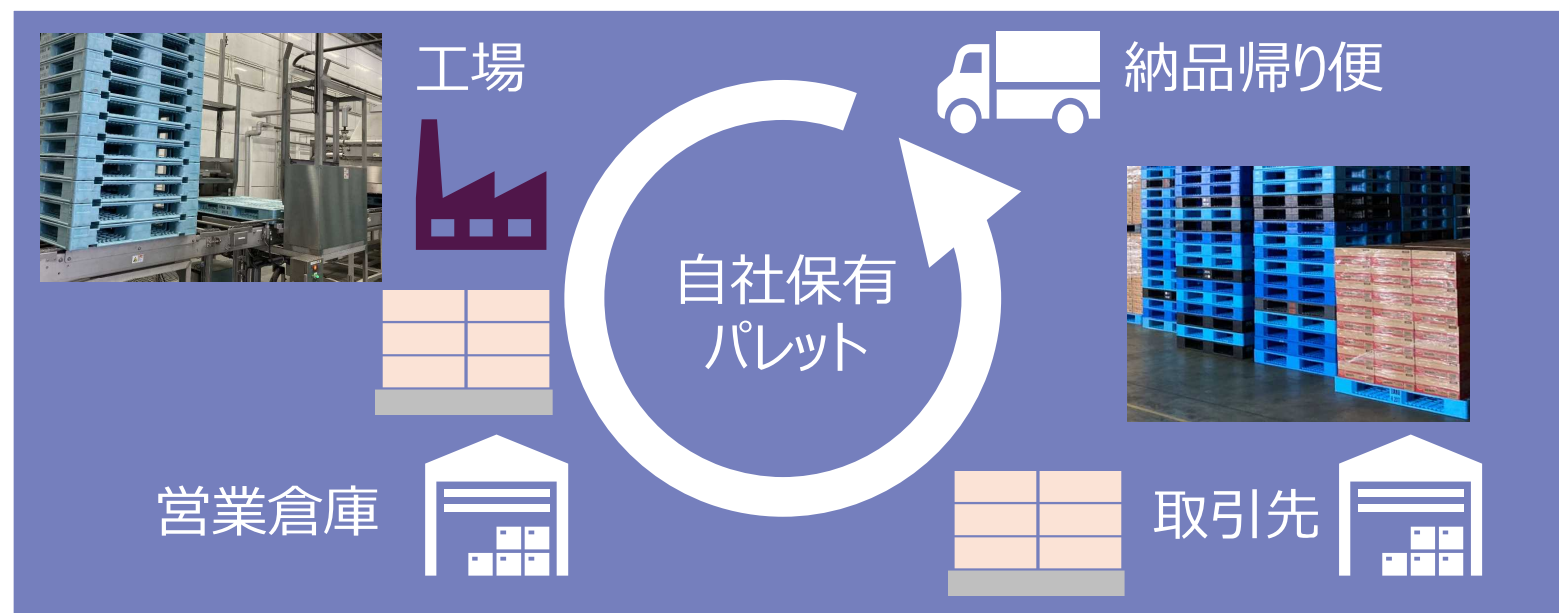 工場
納品帰り便
自社保有
パレット
営業倉庫
取引先